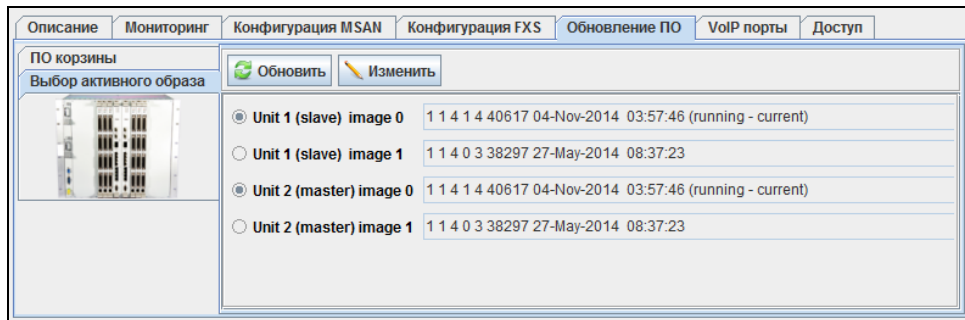 Описание Мониторинг Конфигурация MSAN Конфигурация FXS Обновление ПО VoIP порты Доступ
ПО корзины
Выбор активного образа
Обновить Изменить
Unit 1 (slave) image 0 1 1 4 1 4 40617 04-Nov-2014 03:57:46 (running - current)
Unit 1 (slave) image 1 1 1 4 0 3 38297 27-May-2014 08:37:23
Unit 2 (master) image 0 1 1 4 1 4 40617 04-Nov-2014 03:57:46 (running - current)
Unit 2 (master) image 1 1 1 4 0 3 38297 27-May-2014 08:37:23